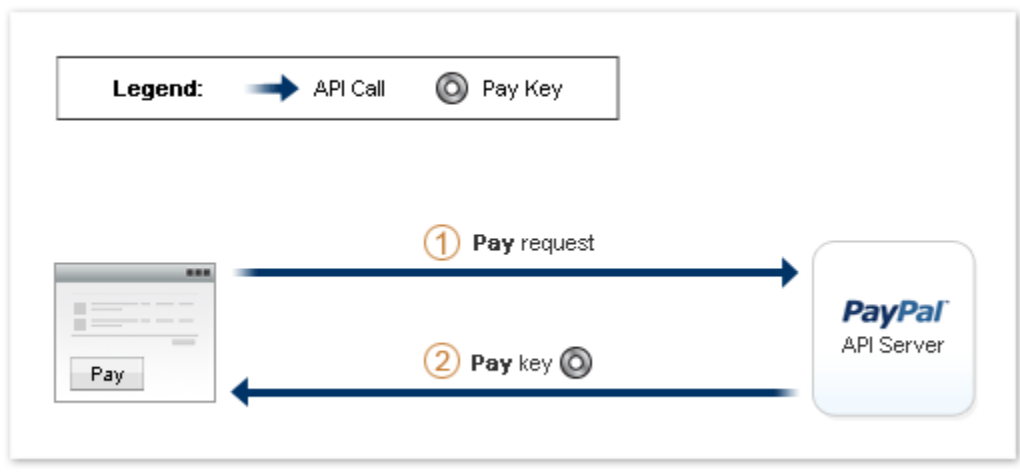 Legend: API Call Pay Key
1 Pay request
PayPal
API Server
2 Pay key
Pay